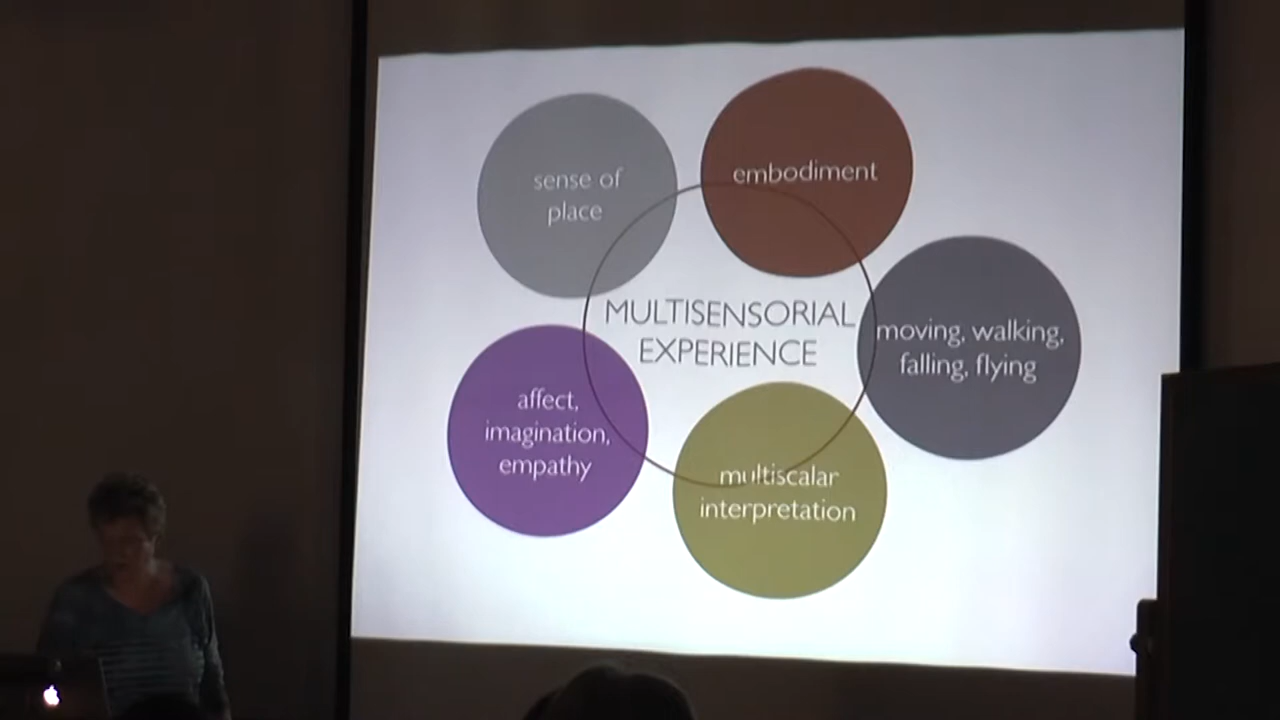 sense of
place
embodiment
MULTISENSORIAL
EXPERIENCE
moving, walking,
falling, flying
affect,
imagination,
empathy
multiscalar
interpretation